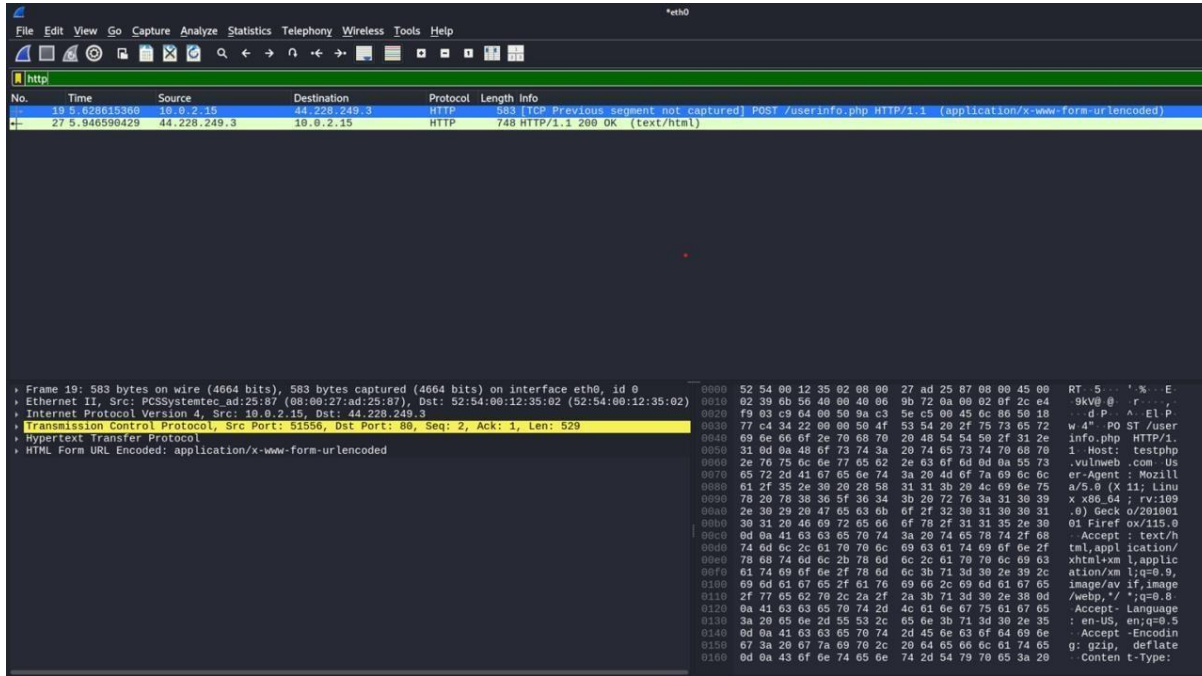 *eth0
File Edit View Go Capture Analyze Statistics Telephony Wireless Tools Help
http
No. Time Source Destination Protocol Length Info
19 5.628615360 10.0.2.15 44.228.249.3 HTTP 583 [TCP Previous segment not captured] POST /userinfo.php HTTP/1.1 (application/x-www-form-urlencoded)
27 5.946590429 44.228.249.3 10.0.2.15 HTTP 748 HTTP/1.1 200 OK (text/html)
Frame 19: 583 bytes on wire (4664 bits), 583 bytes captured (4664 bits) on interface eth0, id 0
Ethernet II, Src: PCSSystemtec_ad:25:87 (08:00:27:ad:25:87), Dst: 52:54:00:12:35:02 (52:54:00:12:35:02)
Internet Protocol Version 4, Src: 10.0.2.15, Dst: 44.228.249.3
Transmission Control Protocol, Src Port: 51556, Dst Port: 80, Seq: 2, Ack: 1, Len: 529
Hypertext Transfer Protocol
HTML Form URL Encoded: application/x-www-form-urlencoded
0000 52 54 00 12 35 02 08 00 27 ad 25 87 08 00 45 00 RT··5··· '·%···E·
0010 02 39 6b 56 40 00 40 06 9b 72 0a 00 02 0f 2c e4 ·9kV@·@· ·r····,·
0020 f9 03 c9 64 00 50 9a c3 5e c5 00 45 6c 86 50 18 ···d·P·· ^··El·P·
0030 77 c4 34 22 00 00 50 4f 53 54 20 2f 75 73 65 72 w·4"··PO ST /user
0040 69 6e 66 6f 2e 70 68 70 20 48 54 54 50 2f 31 2e info.php HTTP/1.
0050 31 0d 0a 48 6f 73 74 3a 20 74 65 73 74 70 68 70 1··Host: testphp
0060 2e 76 75 6c 6e 77 65 62 2e 63 6f 6d 0d 0a 55 73 .vulnweb .com··Us
0070 65 72 2d 41 67 65 6e 74 3a 20 4d 6f 7a 69 6c 6c er-Agent : Mozill
0080 61 2f 35 2e 30 20 28 58 31 31 3b 20 4c 69 6e 75 a/5.0 (X 11; Linu
0090 78 20 78 38 36 5f 36 34 3b 20 72 76 3a 31 30 39 x x86_64 ; rv:109
00a0 2e 30 29 20 47 65 63 6b 6f 2f 32 30 31 30 30 31 .0) Geck o/201001
00b0 30 31 20 46 69 72 65 66 6f 78 2f 31 31 35 2e 30 01 Firef ox/115.0
00c0 0d 0a 41 63 63 65 70 74 3a 20 74 65 78 74 2f 68 ··Accept : text/h
00d0 74 6d 6c 2c 61 70 70 6c 69 63 61 74 69 6f 6e 2f tml,appl ication/
00e0 78 68 74 6d 6c 2b 78 6d 6c 2c 61 70 70 6c 69 63 xhtml+xm l,applic
00f0 61 74 69 6f 6e 2f 78 6d 6c 3b 71 3d 30 2e 39 2c ation/xm l;q=0.9,
0100 69 6d 61 67 65 2f 61 76 69 66 2c 69 6d 61 67 65 image/av if,image
0110 2f 77 65 62 70 2c 2a 2f 2a 3b 71 3d 30 2e 38 0d /webp,*/ *;q=0.8·
0120 0a 41 63 63 65 70 74 2d 4c 61 6e 67 75 61 67 65 ·Accept- Language
0130 3a 20 65 6e 2d 55 53 2c 65 6e 3b 71 3d 30 2e 35 : en-US, en;q=0.5
0140 0d 0a 41 63 63 65 70 74 2d 45 6e 63 6f 64 69 6e ··Accept -Encodin
0150 67 3a 20 67 7a 69 70 2c 20 64 65 66 6c 61 74 65 g: gzip, deflate
0160 0d 0a 43 6f 6e 74 65 6e 74 2d 54 79 70 65 3a 20 ··Conten t-Type: